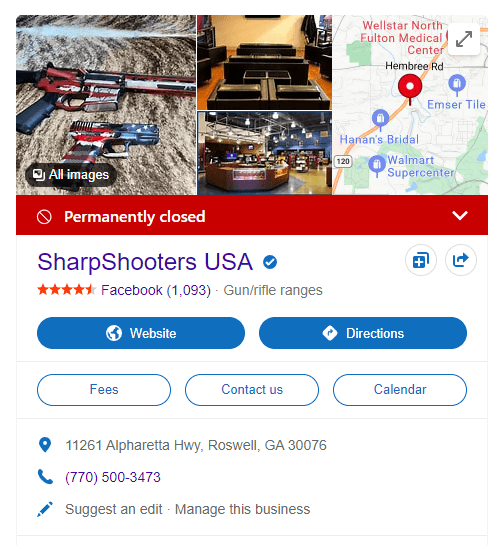 Wellstar North
Fulton Medical
Center
Hembree Rd
Emser Tile
Hanan's Bridal
120
Walmart
Supercenter
All images
Permanently closed
SharpShooters USA
Facebook (1,093) · Gun/rifle ranges
Website
Directions
Fees
Contact us
Calendar
11261 Alpharetta Hwy, Roswell, GA 30076
(770) 500-3473
Suggest an edit · Manage this business